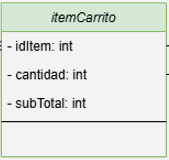 itemCarrito
- idItem: int
- cantidad: int
- subTotal: int